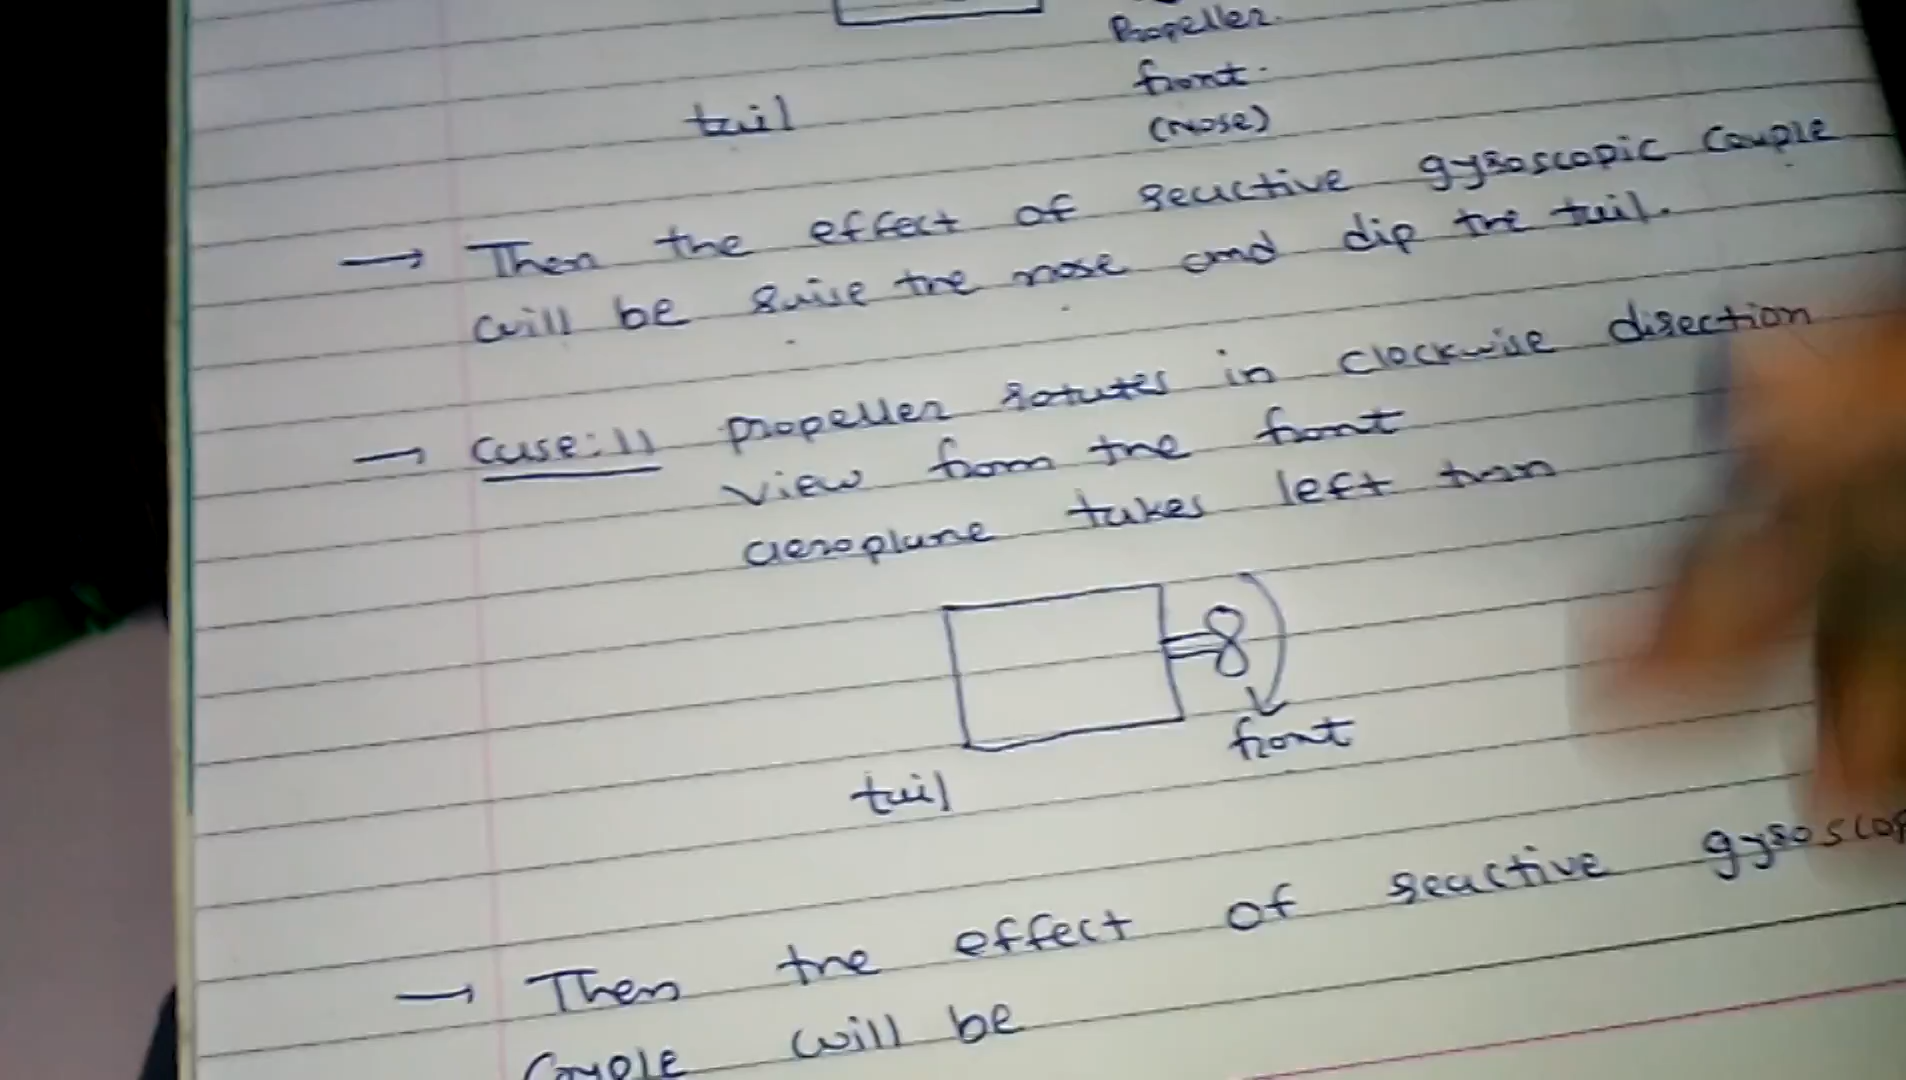 Propeller.
front.
(Nose)
tail
→ Then the effect of reactive gyroscopic couple
will be raise the nose and dip the tail.
→ Case:11 propeller rotates in clockwise direction
view from the front
aeroplane takes left turn
front
tail
→ Then the effect of reactive gyroscop
Couple will be